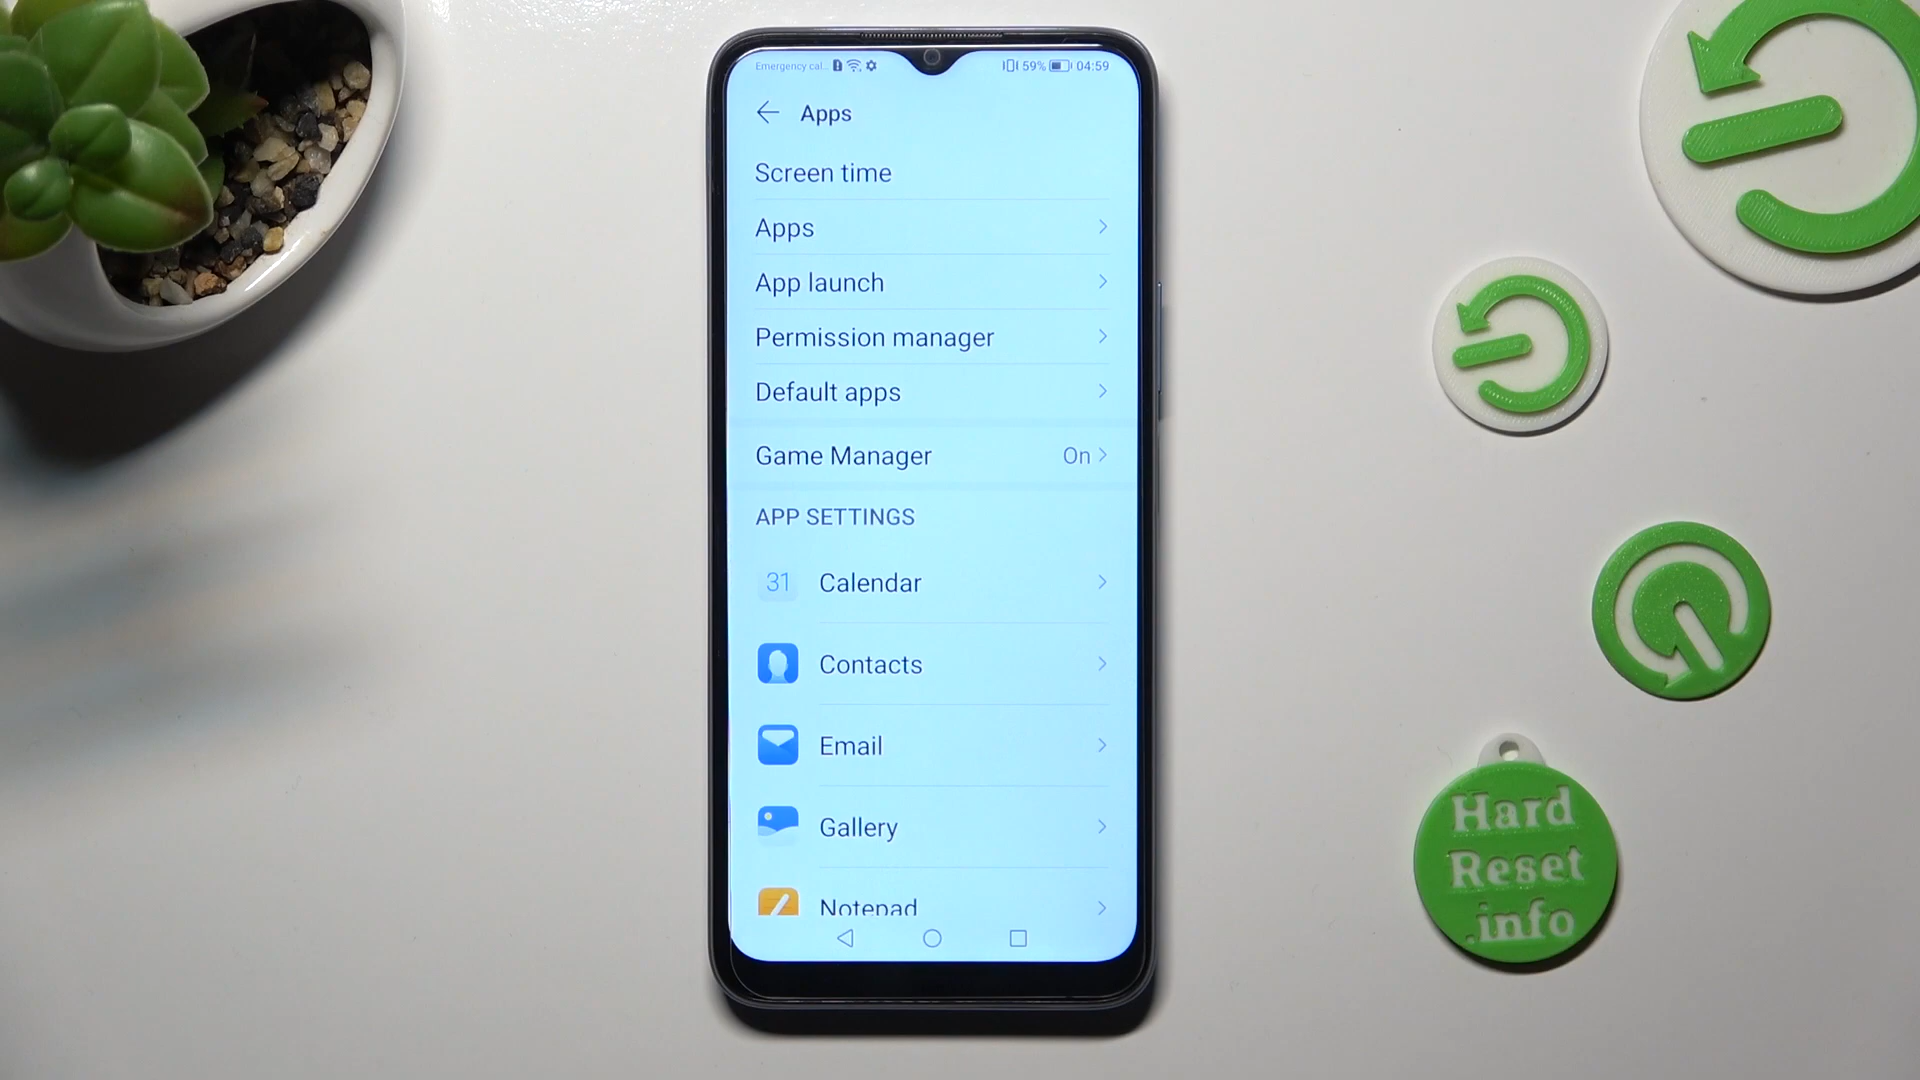 Emergency cal... 59% 04:59
Apps
Screen time
Apps
App launch
Permission manager
Default apps
Game Manager On
APP SETTINGS
31 Calendar
Contacts
Email
Gallery
Notepad
Hard
Reset
.info